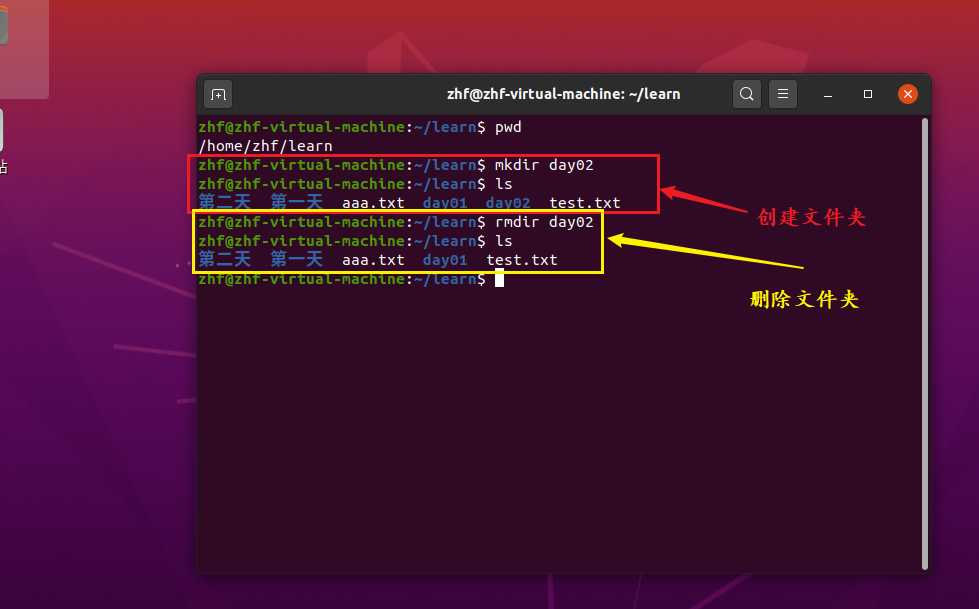 zhf@zhf-virtual-machine: ~/learn
zhf@zhf-virtual-machine:~/learn$ pwd
/home/zhf/learn
zhf@zhf-virtual-machine:~/learn$ mkdir day02
zhf@zhf-virtual-machine:~/learn$ ls
第二天 第一天 aaa.txt day01 day02 test.txt
zhf@zhf-virtual-machine:~/learn$ rmdir day02
zhf@zhf-virtual-machine:~/learn$ ls
第二天 第一天 aaa.txt day01 test.txt
zhf@zhf-virtual-machine:~/learn$
创建文件夹
删除文件夹